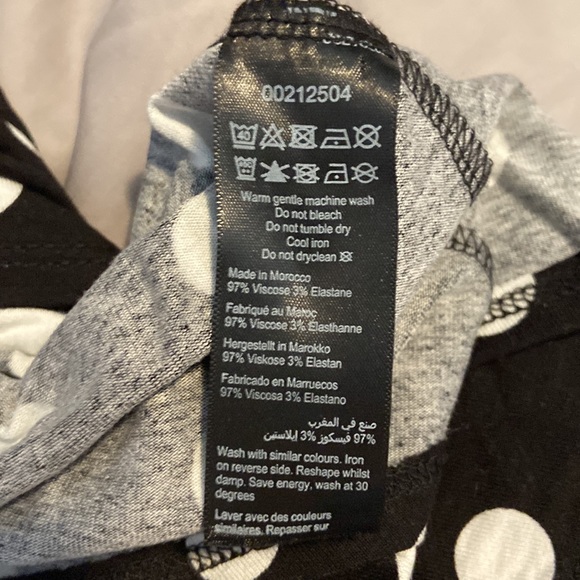 00212504
40
Warm gentle machine wash
Do not bleach
Do not tumble dry
Cool iron
Do not dryclean
Made in Morocco
97% Viscose 3% Elastane
Fabriqué au Maroc
97% Viscose 3% Elasthanne
Hergestellt in Marokko
97% Viskose 3% Elastan
Fabricado en Marruecos
97% Viscosa 3% Elastano
صنع في المغرب
97% فيسكوز 3% إيلاستين
Wash with similar colours. Iron
on reverse side. Reshape whilst
damp. Save energy, wash at 30
degrees
Laver avec des couleurs
similaires. Repasser sur